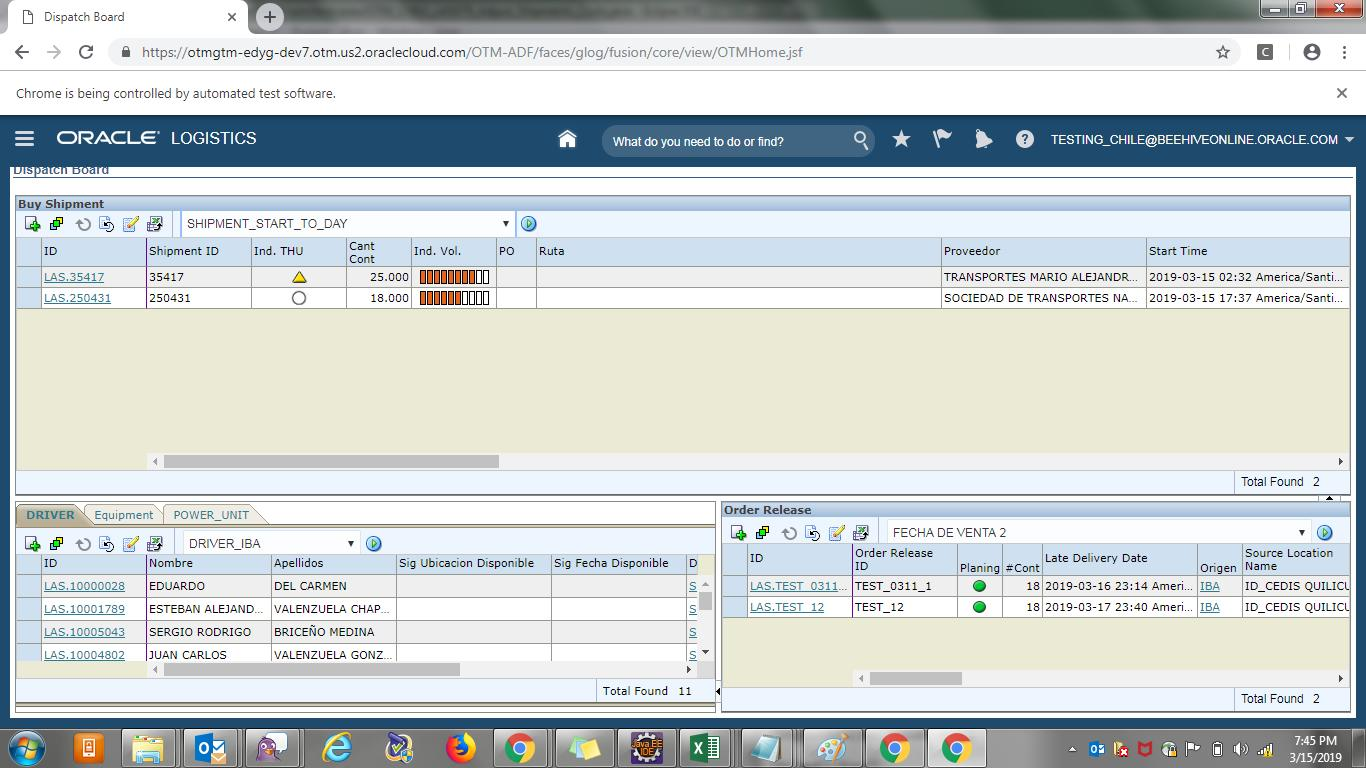 Dispatch Board
https://otmgtm-edyg-dev7.otm.us2.oraclecloud.com/OTM-ADF/faces/glog/fusion/core/view/OTMHome.jsf
C
Chrome is being controlled by automated test software.
ORACLE LOGISTICS What do you need to do or find? TESTING_CHILE@BEEHIVEONLINE.ORACLE.COM
Dispatch Board
Buy Shipment
SHIPMENT_START_TO_DAY
ID Shipment ID Ind. THU Cant Cont Ind. Vol. PO Ruta Proveedor Start Time
LAS.35417 35417 25.000 TRANSPORTES MARIO ALEJANDR... 2019-03-15 02:32 America/Santi...
LAS.250431 250431 18.000 SOCIEDAD DE TRANSPORTES NA... 2019-03-15 17:37 America/Santi...
Total Found 2
DRIVER Equipment POWER_UNIT
DRIVER_IBA
ID Nombre Apellidos Sig Ubicacion Disponible Sig Fecha Disponible D
LAS.10000028 EDUARDO DEL CARMEN S
LAS.10001789 ESTEBAN ALEJAND... VALENZUELA CHAP... S
LAS.10005043 SERGIO RODRIGO BRICEÑO MEDINA S
LAS.10004802 JUAN CARLOS VALENZUELA GONZ... S
Total Found 11
Order Release
FECHA DE VENTA 2
ID Order Release ID Planing #Cont Late Delivery Date Origen Source Location Name
LAS.TEST_0311... TEST_0311_1 18 2019-03-16 23:14 Ameri... IBA ID_CEDIS QUILICU
LAS.TEST_12 TEST_12 18 2019-03-17 23:40 Ameri... IBA ID_CEDIS QUILICU
Total Found 2
Java EE IDE
7:45 PM
3/15/2019